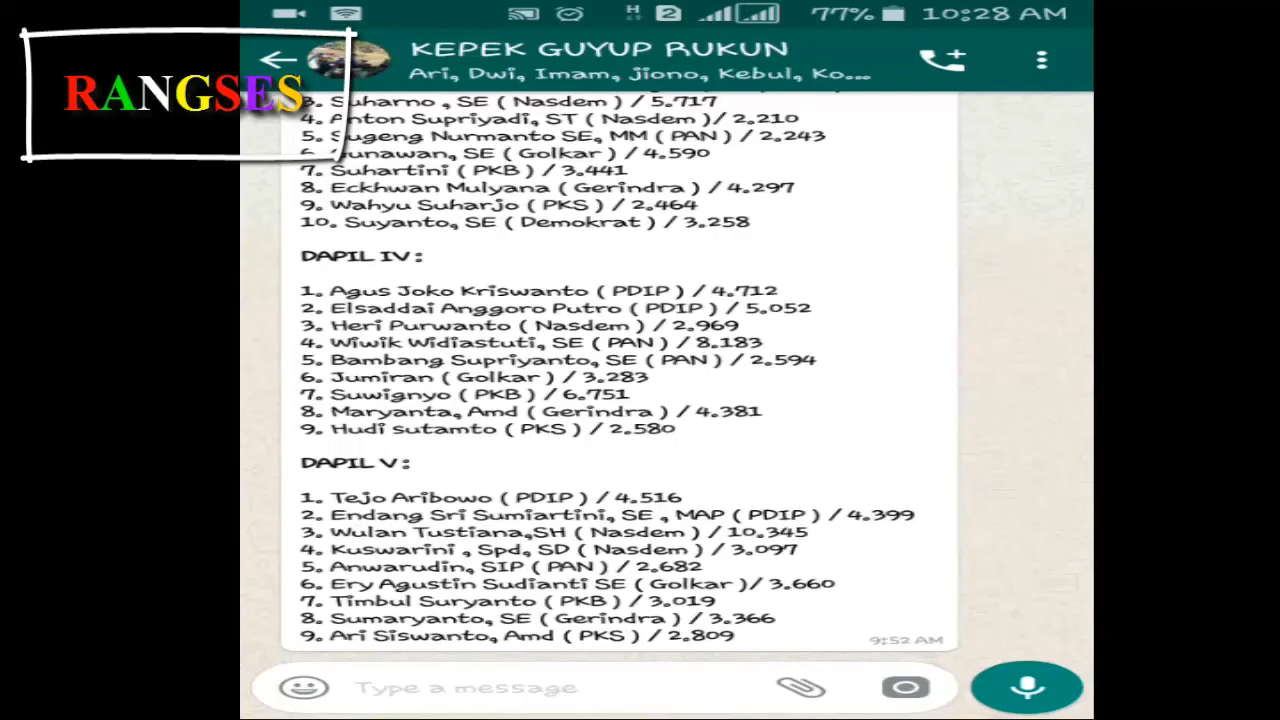 77% 10:28 AM
RANGSES
KEPEK GUYUP RUKUN
Ari, Dwi, Imam, jiono, Kebul, Ko...
3. Suharno , SE ( Nasdem ) / 5.717
4. Anton Supriyadi, ST ( Nasdem )/ 2.210
5. Sugeng Nurmanto SE, MM ( PAN ) / 2.243
6. Gunawan, SE ( Golkar ) / 4.590
7. Suhartini ( PKB ) / 3.441
8. Eckhwan Mulyana ( Gerindra ) / 4.297
9. Wahyu Suharjo ( PKS ) / 2.464
10. Suyanto, SE ( Demokrat ) / 3.258
DAPIL IV :
1. Agus Joko Kriswanto ( PDIP ) / 4.712
2. Elsaddai Anggoro Putro ( PDIP ) / 5.052
3. Heri Purwanto ( Nasdem ) / 2.969
4. Wiwik Widiastuti, SE ( PAN ) / 8.183
5. Bambang Supriyanto, SE ( PAN ) / 2.594
6. Jumiran ( Golkar ) / 3.283
7. Suwignyo ( PKB ) / 6.751
8. Maryanta, Amd ( Gerindra ) / 4.381
9. Hudi sutamto ( PKS ) / 2.580
DAPIL V :
1. Tejo Aribowo ( PDIP ) / 4.516
2. Endang Sri Sumiartini, SE , MAP ( PDIP ) / 4.399
3. Wulan Tustiana,SH ( Nasdem ) / 10.345
4. Kuswarini , Spd, SD ( Nasdem ) / 3.097
5. Anwarudin, SIP ( PAN ) / 2.682
6. Ery Agustin Sudianti SE ( Golkar )/ 3.660
7. Timbul Suryanto ( PKB ) / 3.019
8. Sumaryanto, SE ( Gerindra ) / 3.366
9. Ari Siswanto, Amd ( PKS ) / 2.809
9:52 AM
Type a message